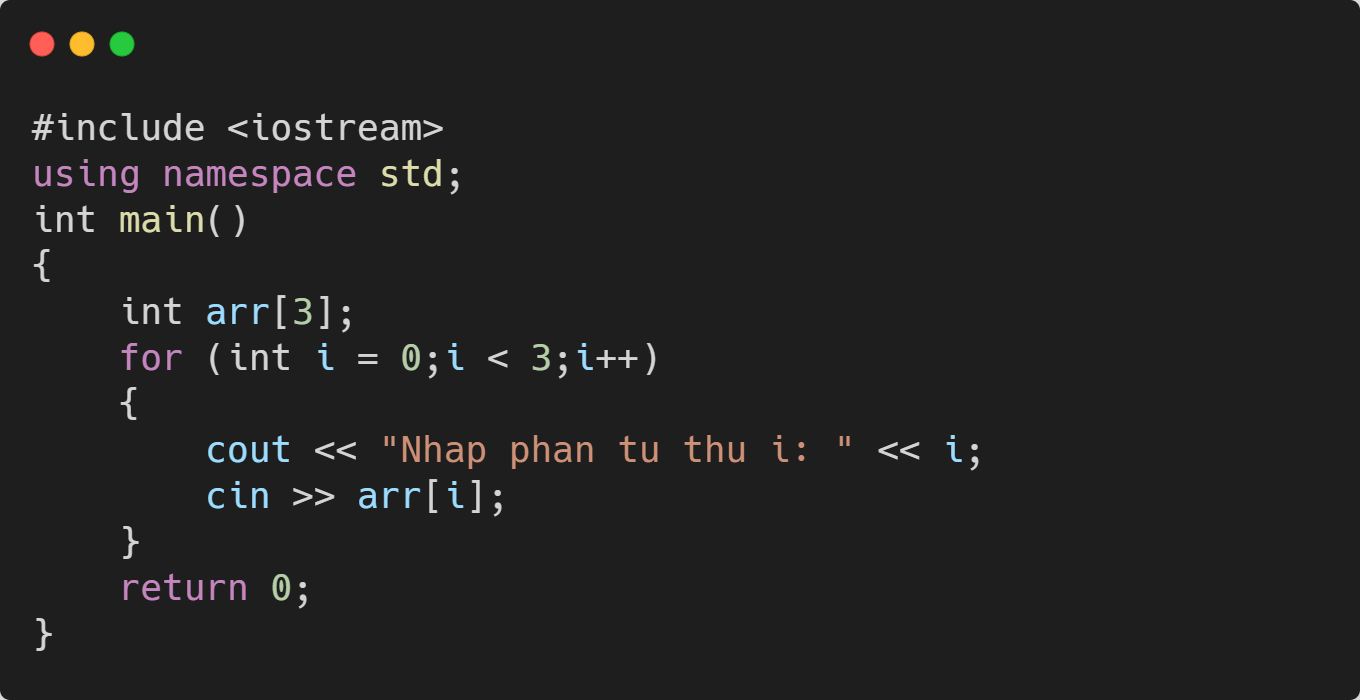 #include <iostream>
using namespace std;
int main()
{
    int arr[3];
    for (int i = 0;i < 3;i++)
    {
        cout << "Nhap phan tu thu i: " << i;
        cin >> arr[i];
    }
    return 0;
}